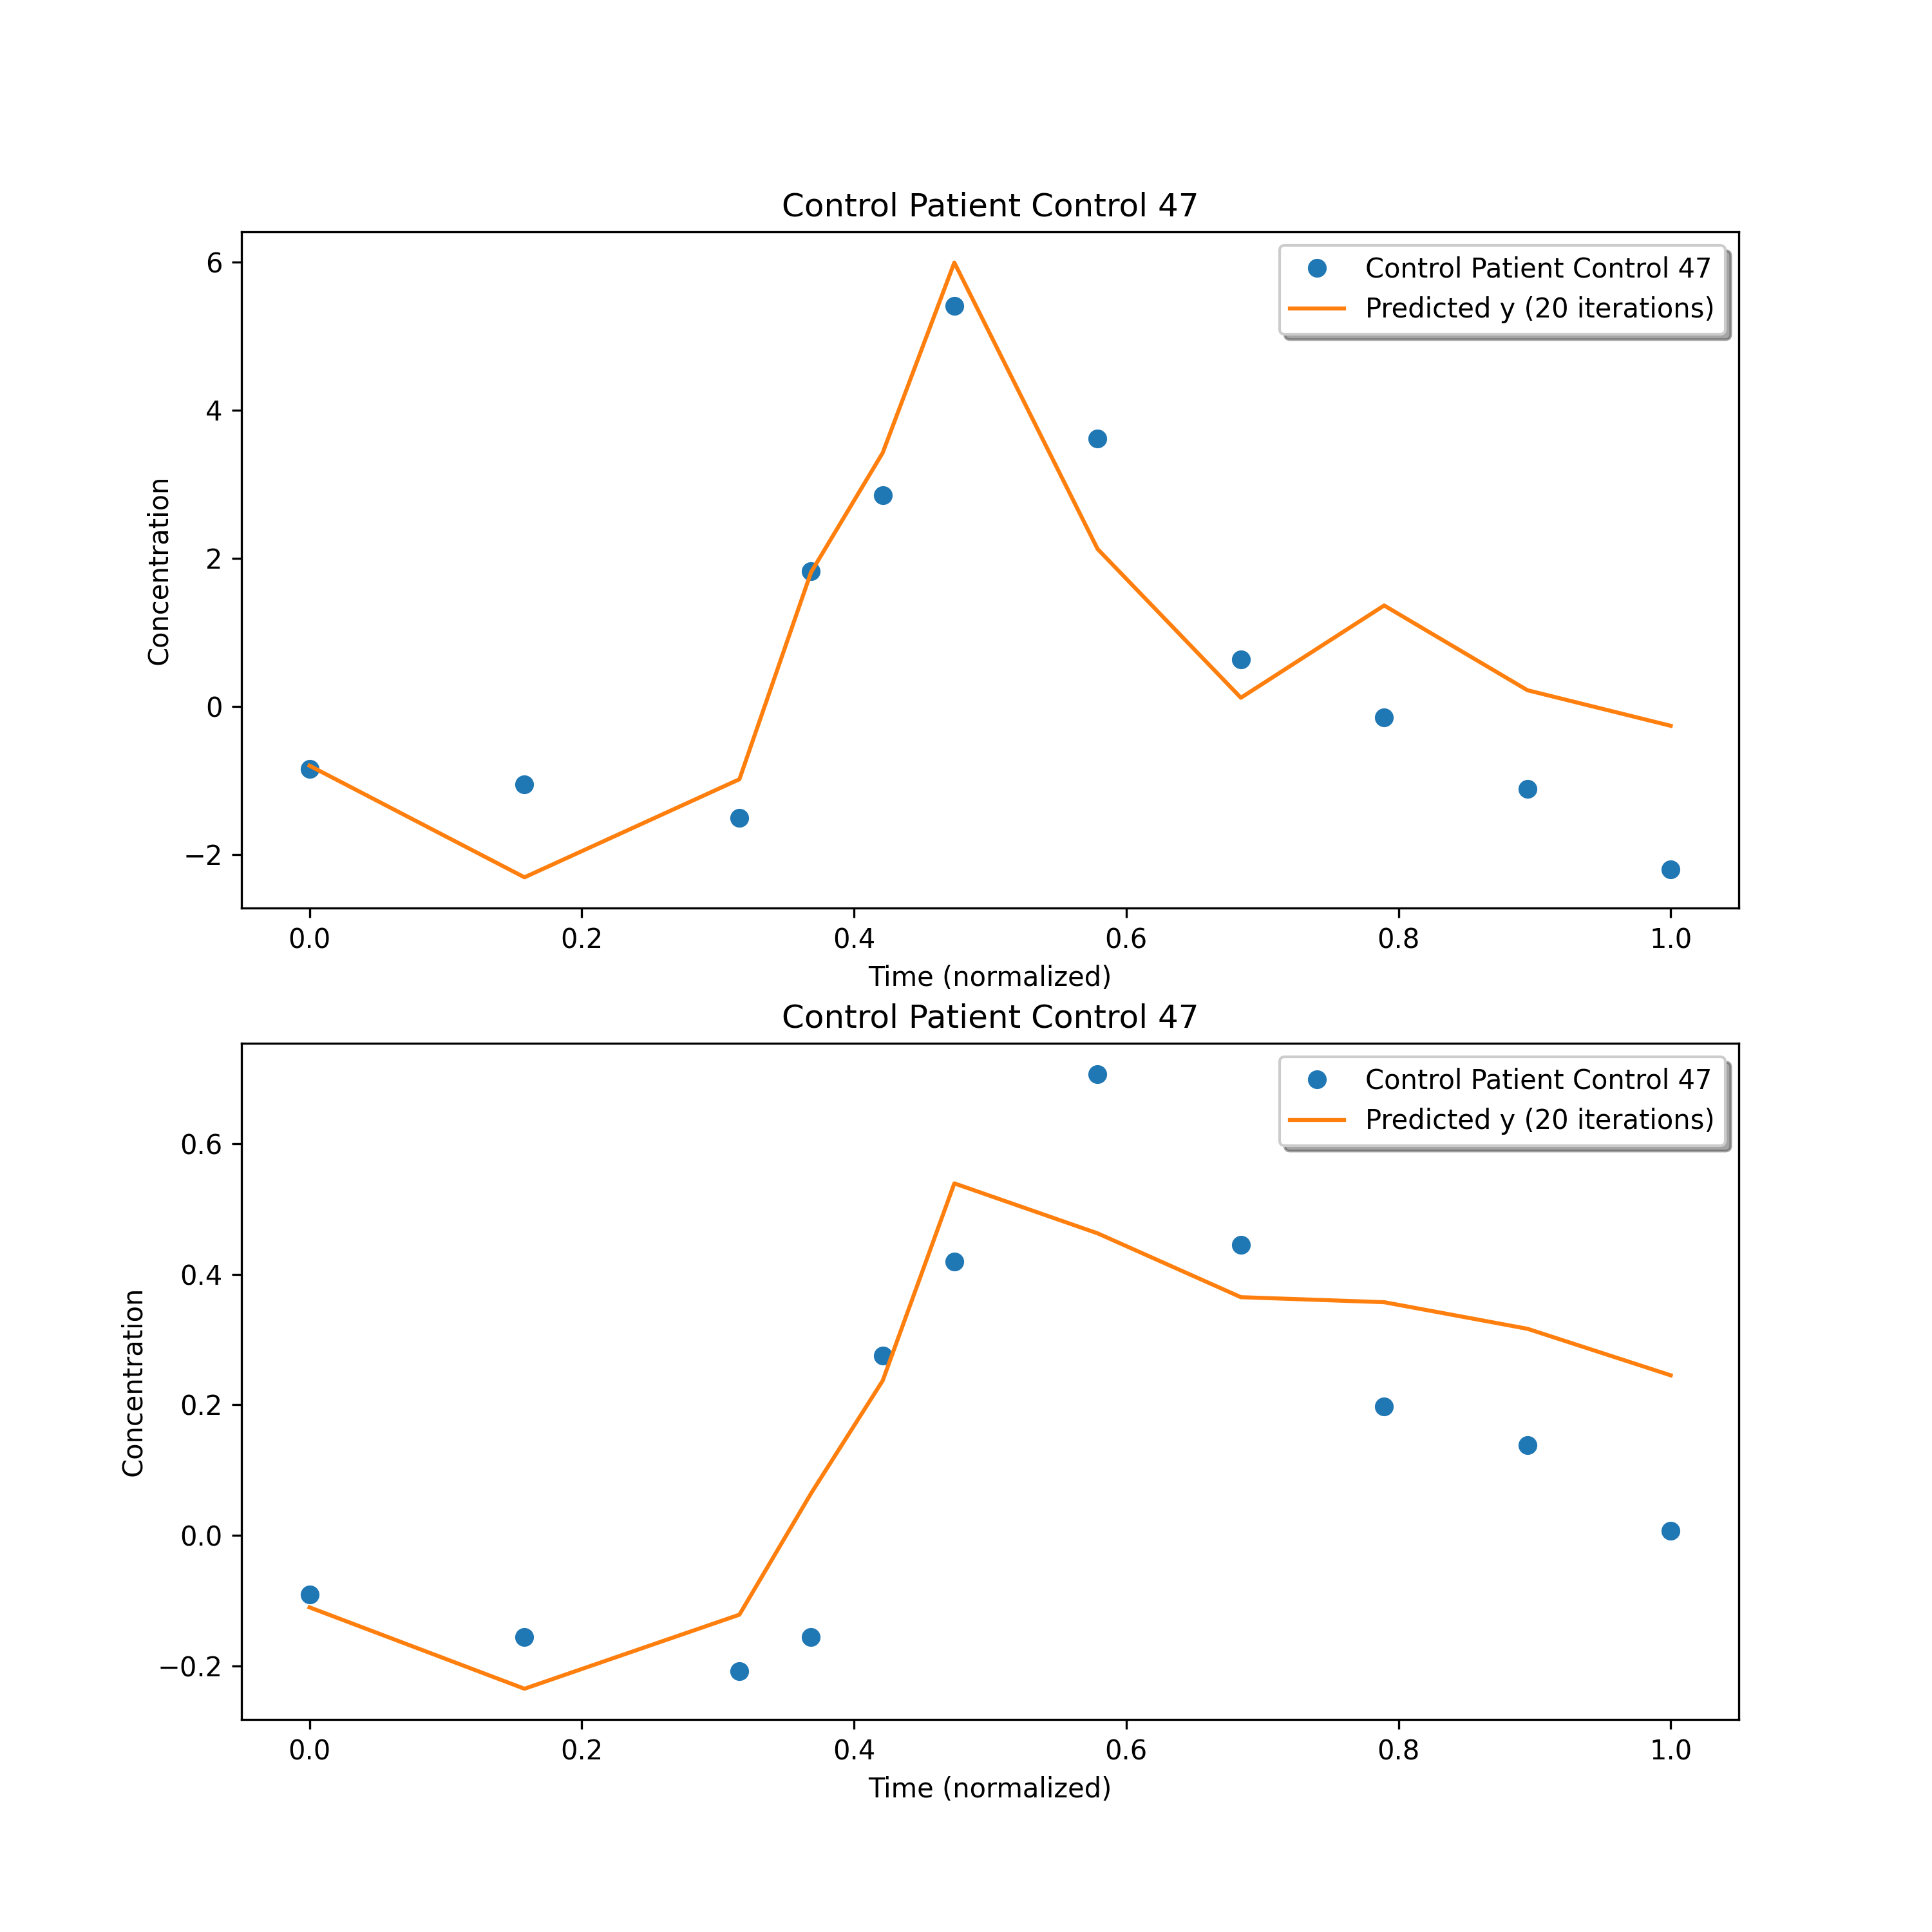 Control Patient Control 47
Control Patient Control 47
Predicted y (20 iterations)
6
4
2
0
−2
Concentration
0.0 0.2 0.4 0.6 0.8 1.0
Time (normalized)
Control Patient Control 47
Control Patient Control 47
Predicted y (20 iterations)
0.6
0.4
0.2
0.0
−0.2
Concentration
0.0 0.2 0.4 0.6 0.8 1.0
Time (normalized)